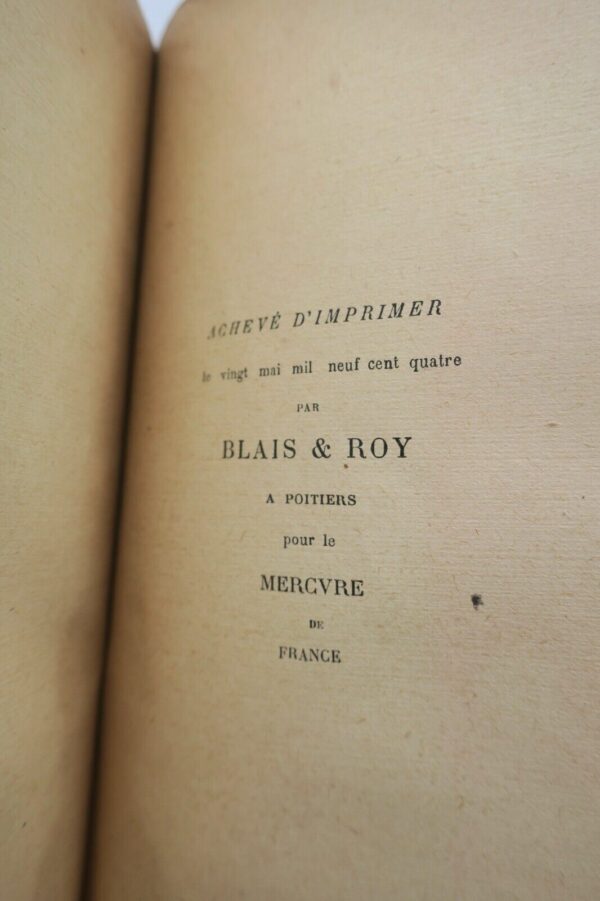 ACHEVÉ D'IMPRIMER
le vingt mai mil neuf cent quatre
PAR
BLAIS & ROY
A POITIERS
pour le
MERCVRE
DE
FRANCE